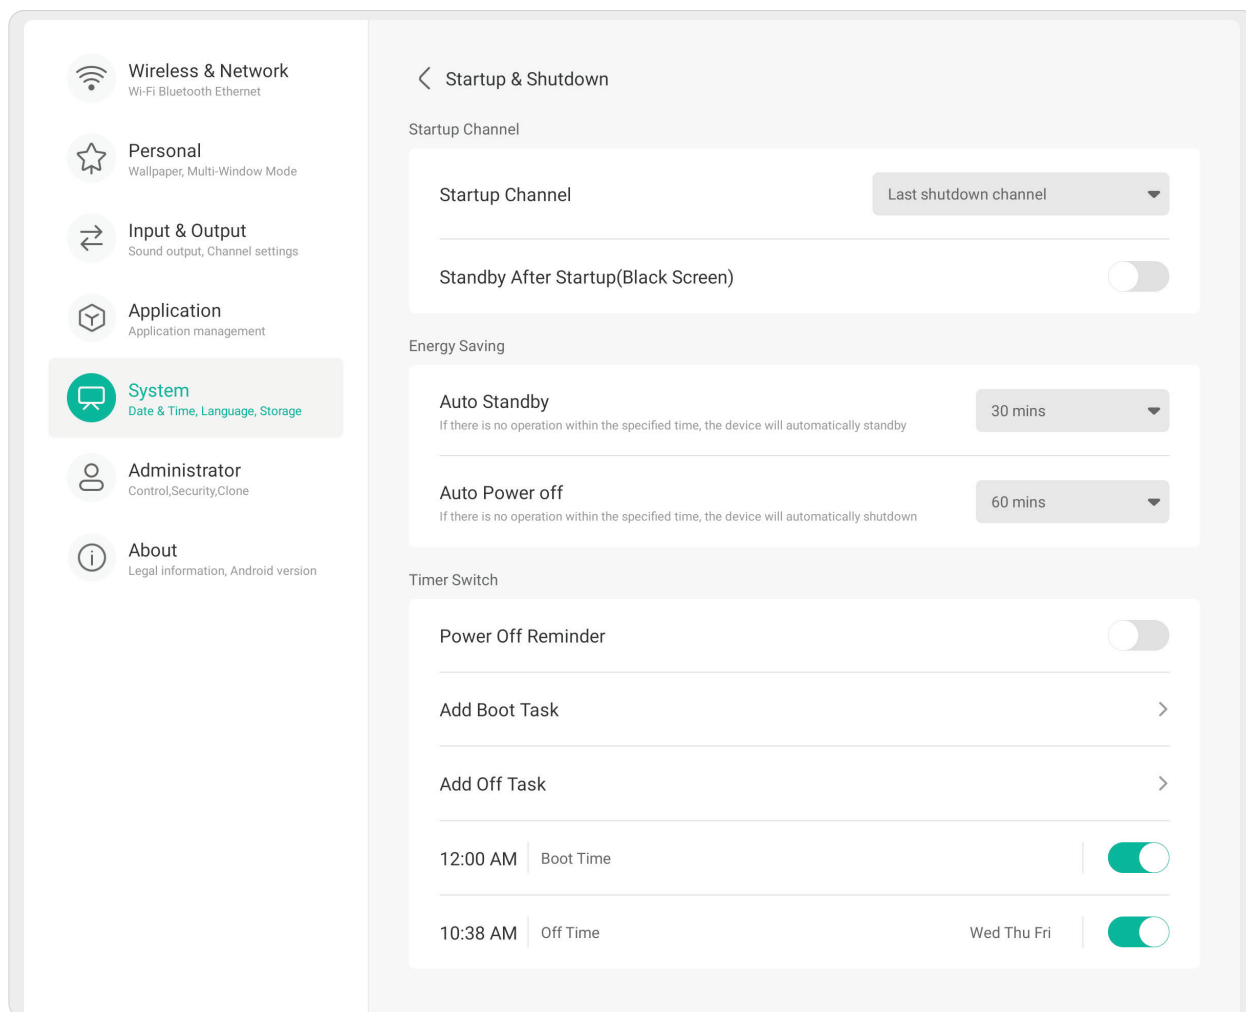 Wireless & Network
Wi-Fi Bluetooth Ethernet
Personal
Wallpaper, Multi-Window Mode
Input & Output
Sound output, Channel settings
Application
Application management
System
Date & Time, Language, Storage
Administrator
Control,Security,Clone
About
Legal information, Android version
Startup & Shutdown
Startup Channel
Startup Channel
Last shutdown channel
Standby After Startup(Black Screen)
Energy Saving
Auto Standby
If there is no operation within the specified time, the device will automatically standby
30 mins
Auto Power off
If there is no operation within the specified time, the device will automatically shutdown
60 mins
Timer Switch
Power Off Reminder
Add Boot Task
Add Off Task
12:00 AM Boot Time
10:38 AM Off Time Wed Thu Fri